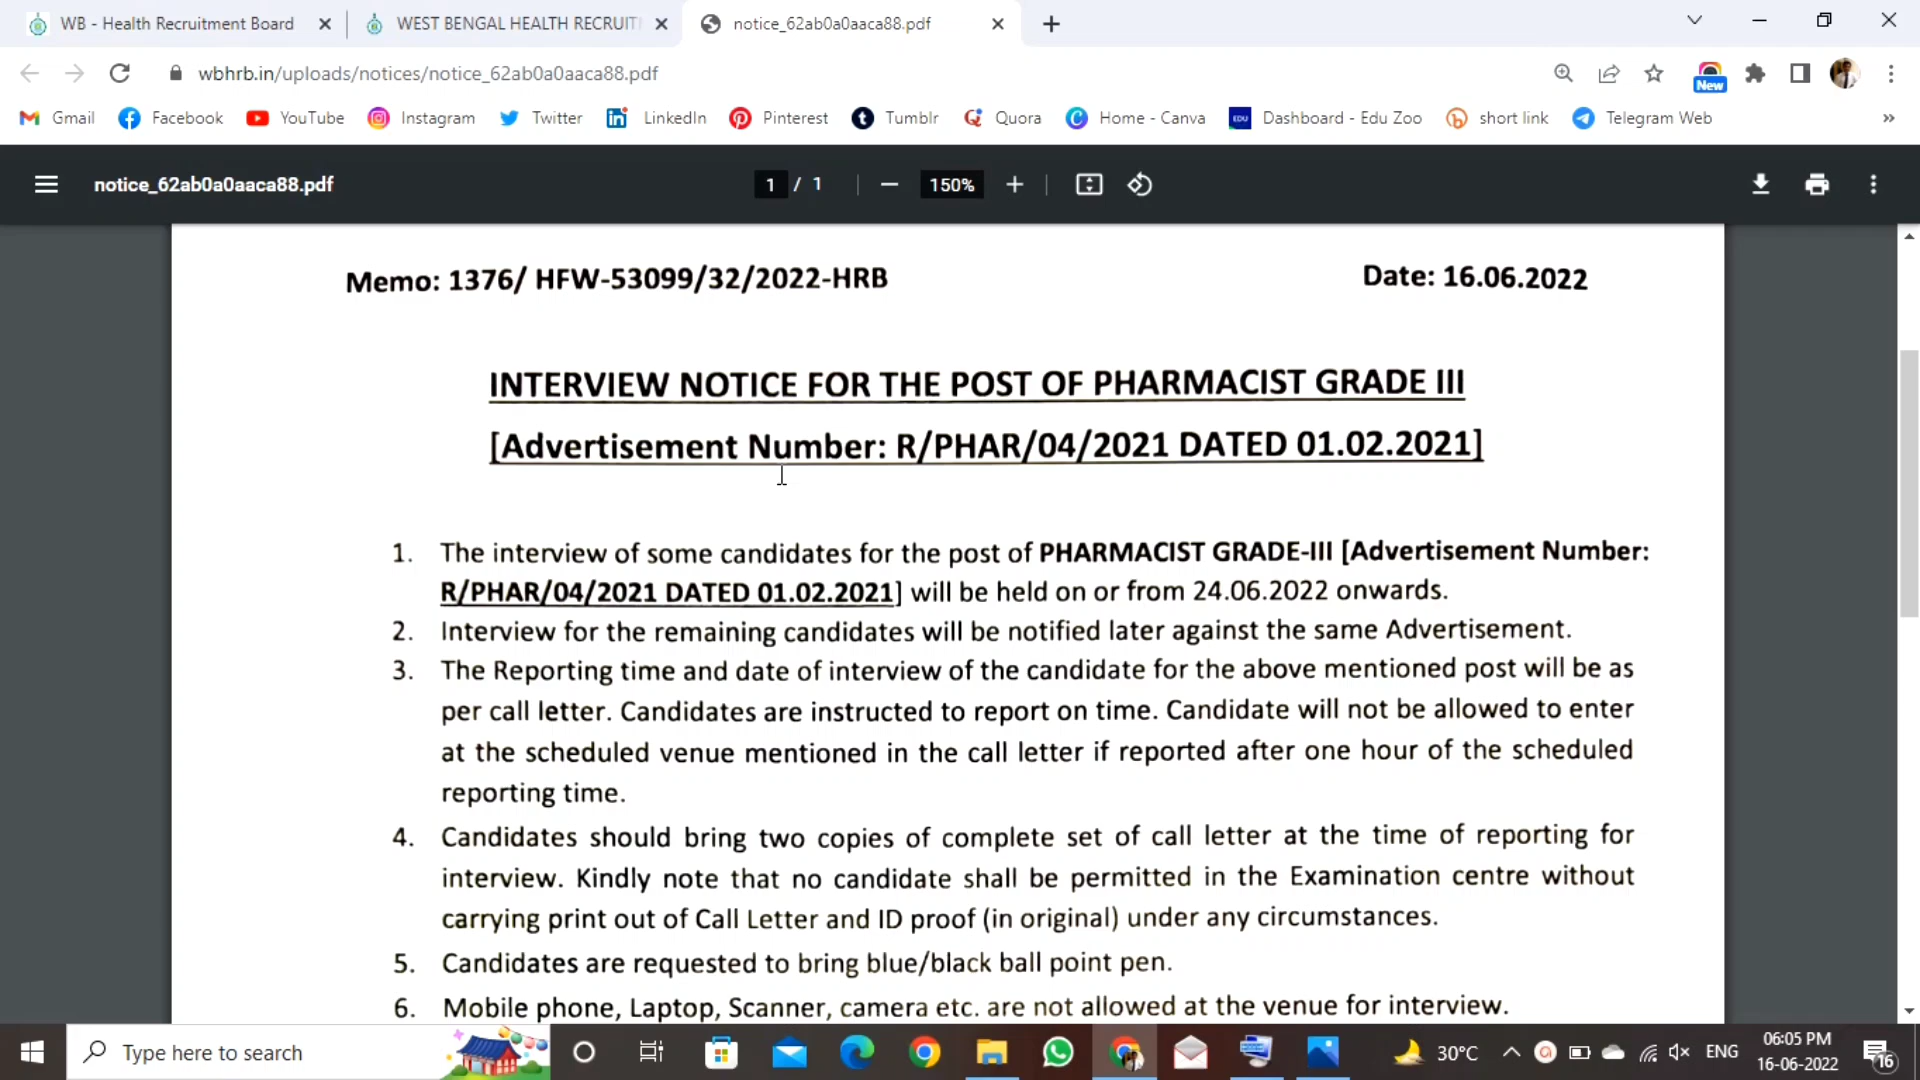 WB - Health Recruitment Board
WEST BENGAL HEALTH RECRUIT
notice_62ab0a0aaca88.pdf
wbhrb.in/uploads/notices/notice_62ab0a0aaca88.pdf
New
Gmail Facebook YouTube Instagram Twitter LinkedIn Pinterest Tumblr Quora Home - Canva EDU Dashboard - Edu Zoo short link Telegram Web »
notice_62ab0a0aaca88.pdf 1 / 1 150%
Memo: 1376/ HFW-53099/32/2022-HRB Date: 16.06.2022
INTERVIEW NOTICE FOR THE POST OF PHARMACIST GRADE III
[Advertisement Number: R/PHAR/04/2021 DATED 01.02.2021]
1. The interview of some candidates for the post of PHARMACIST GRADE-III [Advertisement Number:
R/PHAR/04/2021 DATED 01.02.2021] will be held on or from 24.06.2022 onwards.
2. Interview for the remaining candidates will be notified later against the same Advertisement.
3. The Reporting time and date of interview of the candidate for the above mentioned post will be as
per call letter. Candidates are instructed to report on time. Candidate will not be allowed to enter
at the scheduled venue mentioned in the call letter if reported after one hour of the scheduled
reporting time.
4. Candidates should bring two copies of complete set of call letter at the time of reporting for
interview. Kindly note that no candidate shall be permitted in the Examination centre without
carrying print out of Call Letter and ID proof (in original) under any circumstances.
5. Candidates are requested to bring blue/black ball point pen.
6. Mobile phone, Laptop, Scanner, camera etc. are not allowed at the venue for interview.
Type here to search
30°C
ENG
06:05 PM
16-06-2022
16